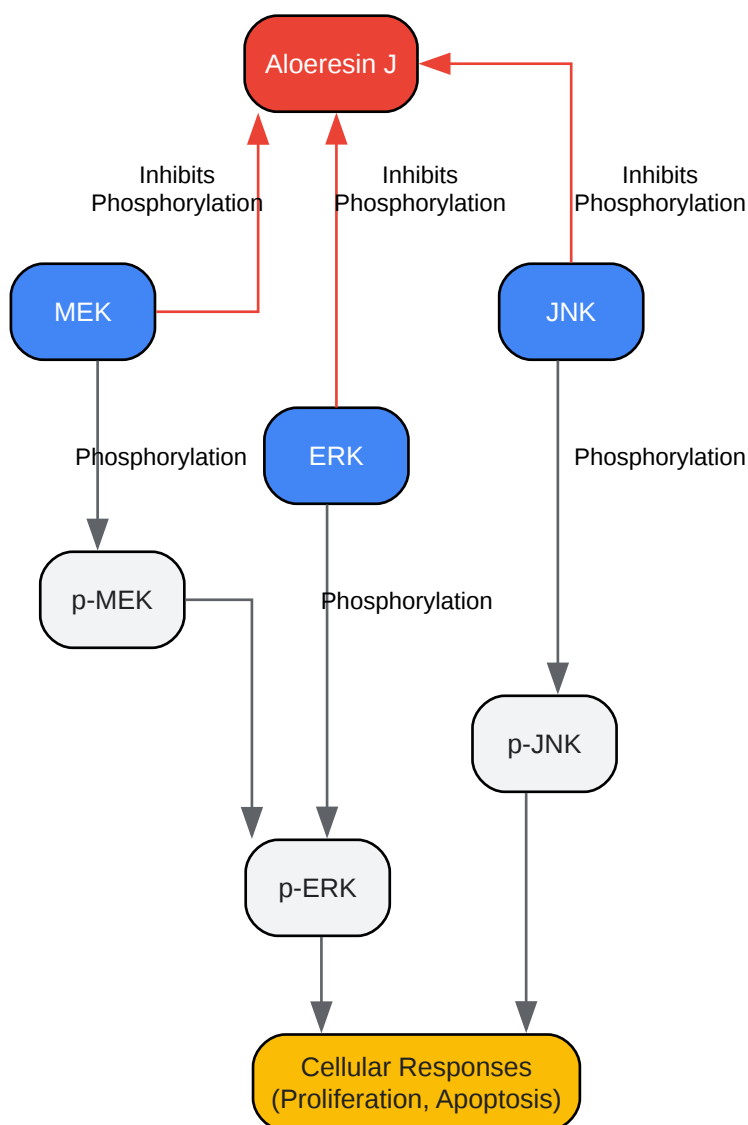 Aloeresin J
Inhibits
Phosphorylation
Inhibits
Phosphorylation
Inhibits
Phosphorylation
MEK
JNK
Phosphorylation
ERK
Phosphorylation
p-MEK
Phosphorylation
p-JNK
p-ERK
Cellular Responses
(Proliferation, Apoptosis)